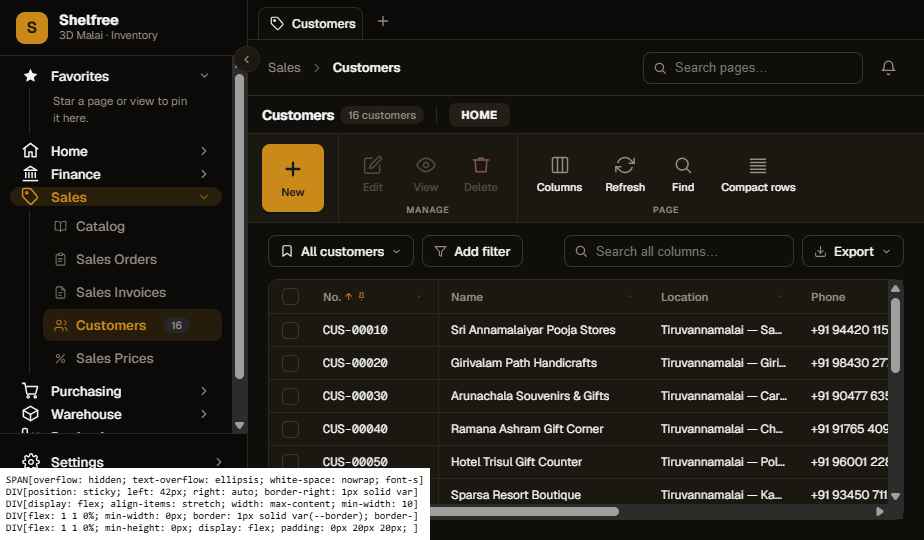 S
Shelfree
3D Malai · Inventory
Customers
Favorites
Star a page or view to pin
it here.
Home
Finance
Sales
Catalog
Sales Orders
Sales Invoices
Customers 16
Sales Prices
Purchasing
Warehouse
Settings
Sales > Customers
Search pages...
Customers 16 customers HOME
New
Edit View Delete
MANAGE
Columns Refresh Find Compact rows
PAGE
All customers Add filter Search all columns... Export
No. Name Location Phone
CUS-00010 Sri Annamalaiyar Pooja Stores Tiruvannamalai — Sa... +91 94420 115
CUS-00020 Girivalam Path Handicrafts Tiruvannamalai — Giri... +91 98430 277
CUS-00030 Arunachala Souvenirs & Gifts Tiruvannamalai — Car... +91 90477 635
CUS-00040 Ramana Ashram Gift Corner Tiruvannamalai — Ch... +91 91765 409
CUS-00050 Hotel Trisul Gift Counter Tiruvannamalai — Pol... +91 96001 228
Sparsa Resort Boutique Tiruvannamalai — Ka... +91 93450 711
SPAN[overflow: hidden; text-overflow: ellipsis; white-space: nowrap; font-s]
DIV[position: sticky; left: 42px; right: auto; border-right: 1px solid var]
DIV[display: flex; align-items: stretch; width: max-content; min-width: 10]
DIV[flex: 1 1 0%; min-width: 0px; border: 1px solid var(--border); border-]
DIV[flex: 1 1 0%; min-height: 0px; display: flex; padding: 0px 20px 20px; ]